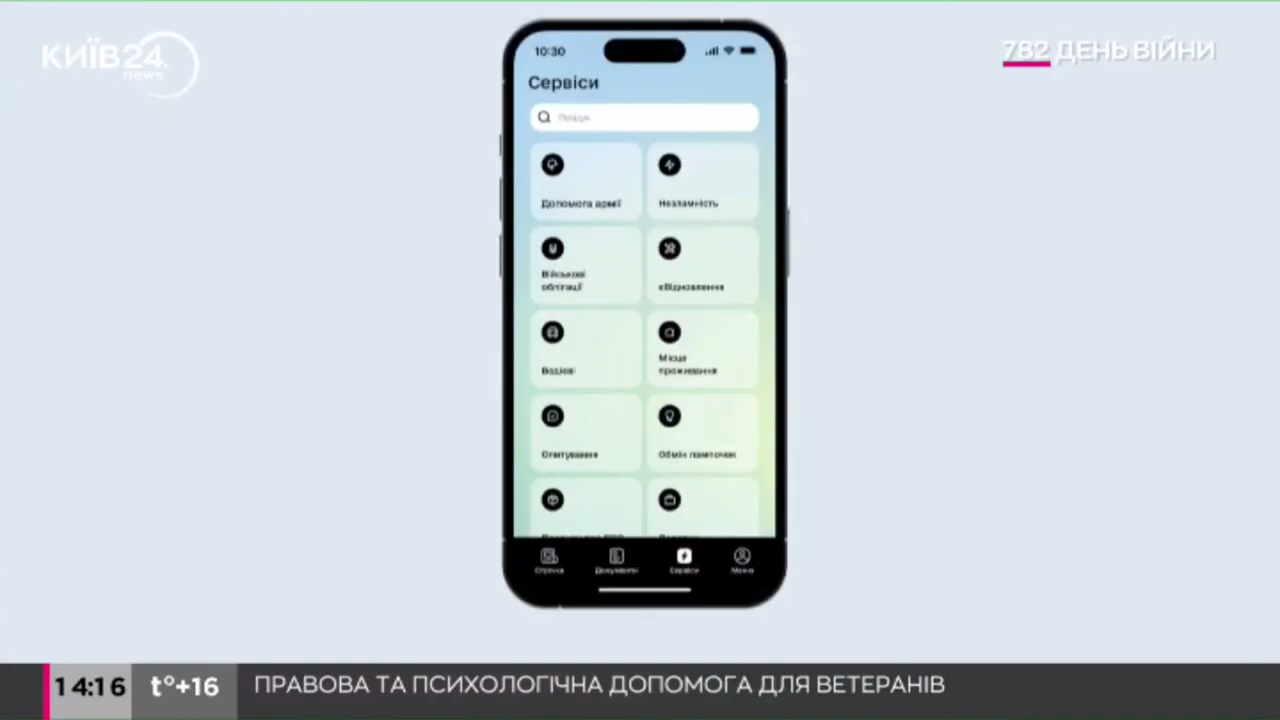 КИЇВ24.
news
782 ДЕНЬ ВІЙНИ
10:30
Сервіси
Пошук
Допомога армії
Незламність
Військові
облігації
єВідновлення
Водієві
Місце
проживання
Опитування
Обмін лампочок
Стрічка
Документи
Сервіси
Меню
14:16
t°+16
ПРАВОВА ТА ПСИХОЛОГІЧНА ДОПОМОГА ДЛЯ ВЕТЕРАНІВ